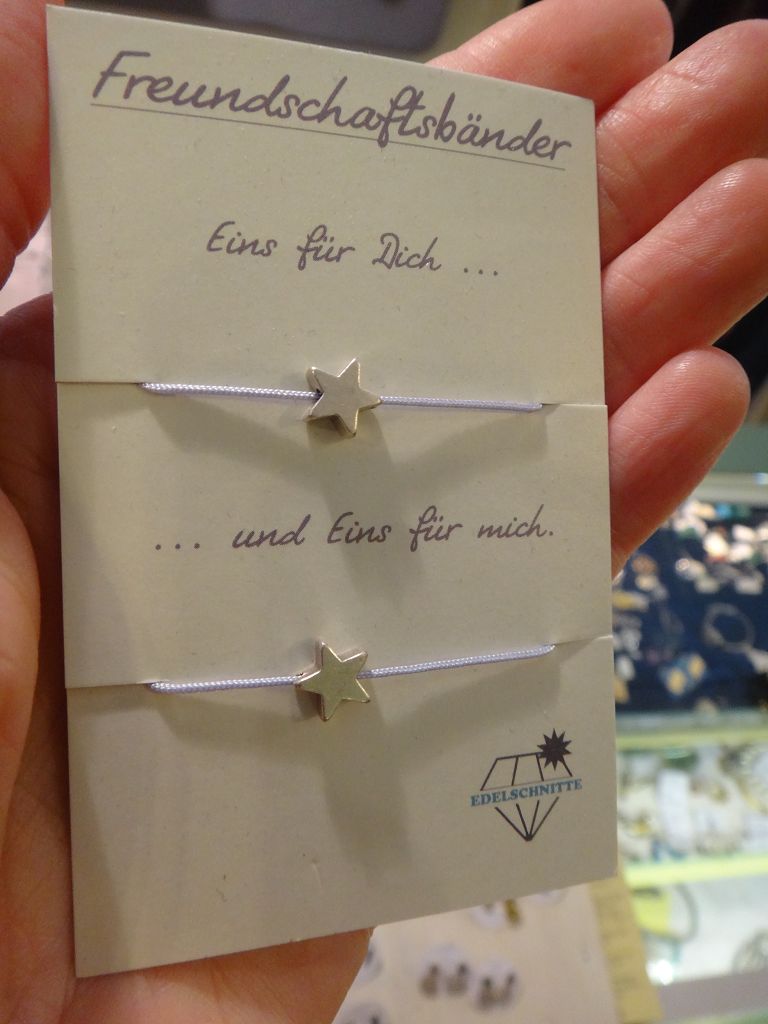 Freundschaftsbänder
Eins für Dich ...
... und Eins für mich.
EDELSCHNITTE